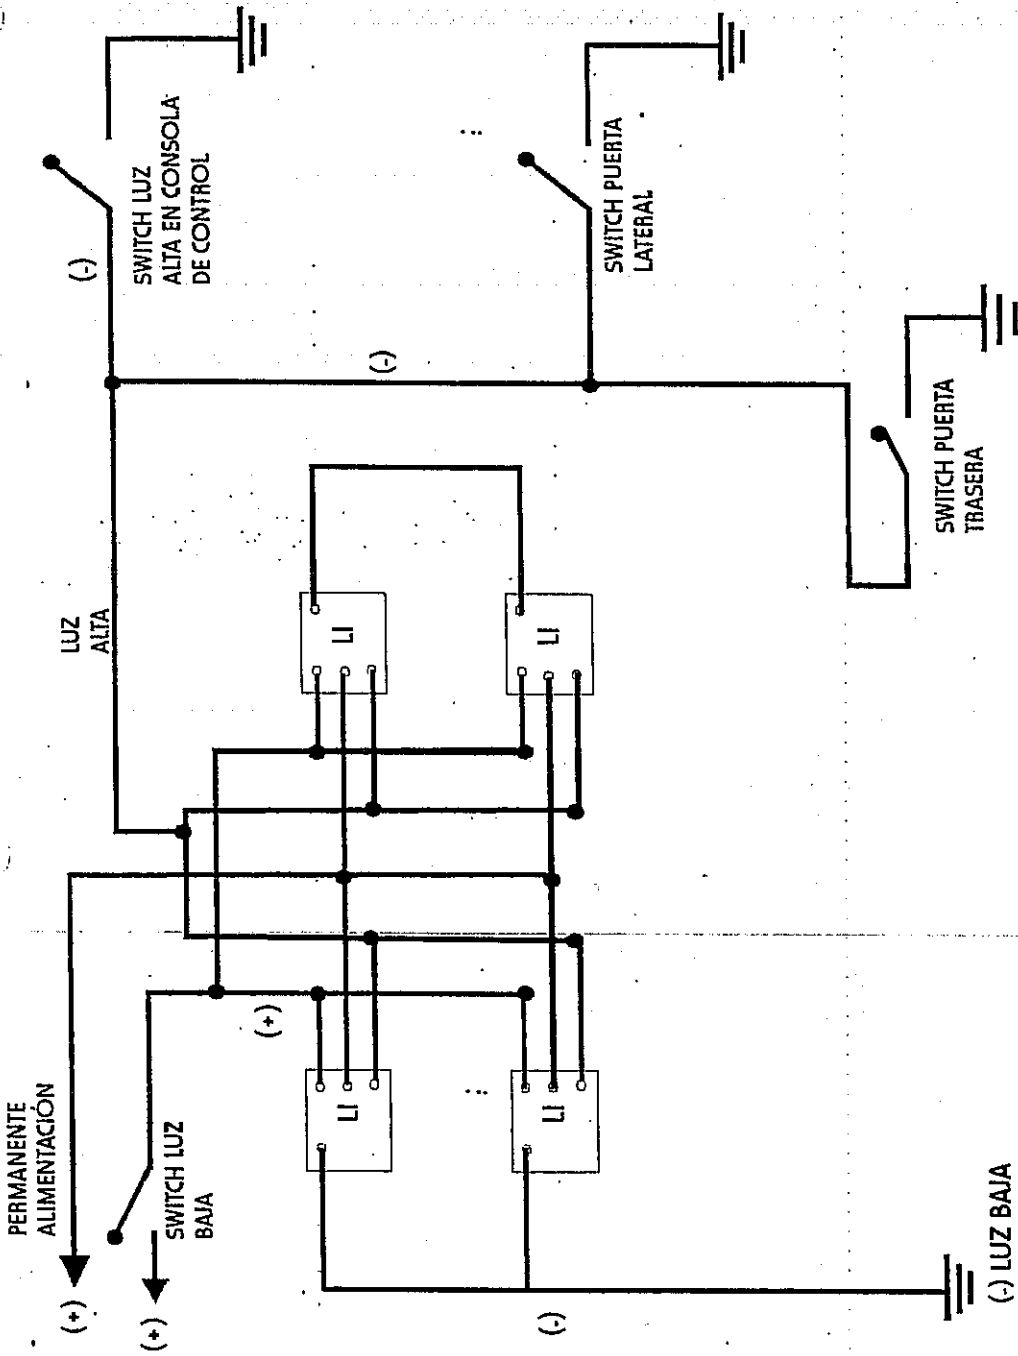 (+)
PERMANENTE
ALIMENTACIÓN
(+)
SWITCH LUZ
BAJA
(+)
LUZ
ALTA
(-)
SWITCH LUZ
ALTA EN CONSOLA
DE CONTROL
LI
LI
(-)
(-)
LI
LI
SWITCH PUERTA
LATERAL
SWITCH PUERTA
TRASERA
(-) LUZ BAJA